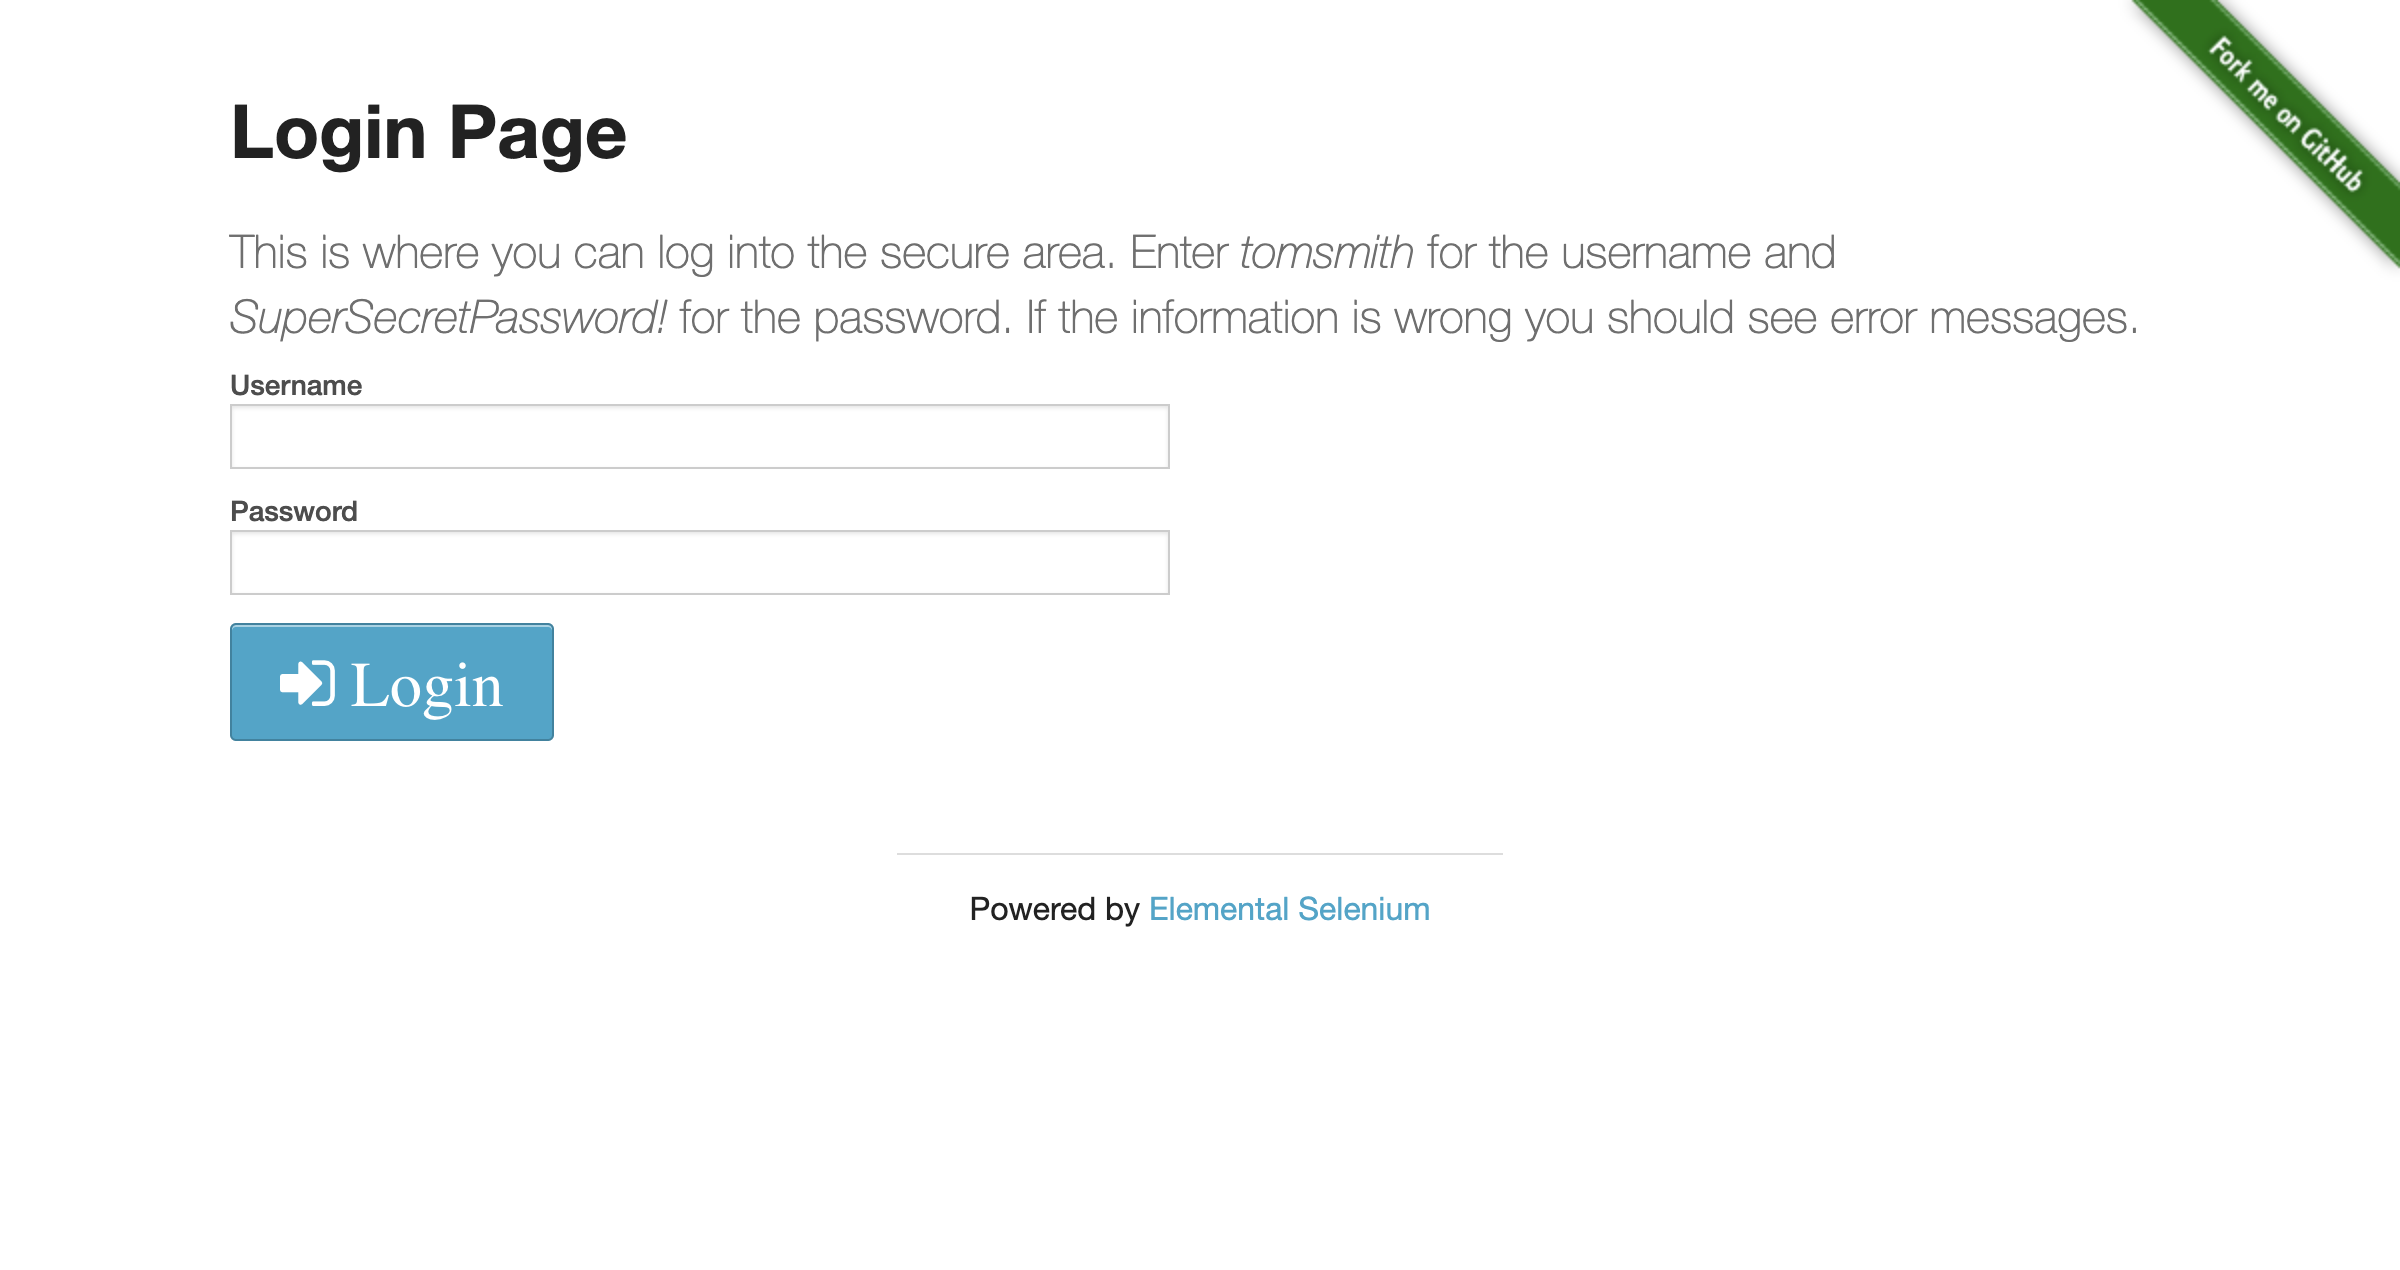 Fork me on GitHub
Login Page
This is where you can log into the secure area. Enter tomsmith for the username and
SuperSecretPassword! for the password. If the information is wrong you should see error messages.
Username
Password
Login
Powered by Elemental Selenium